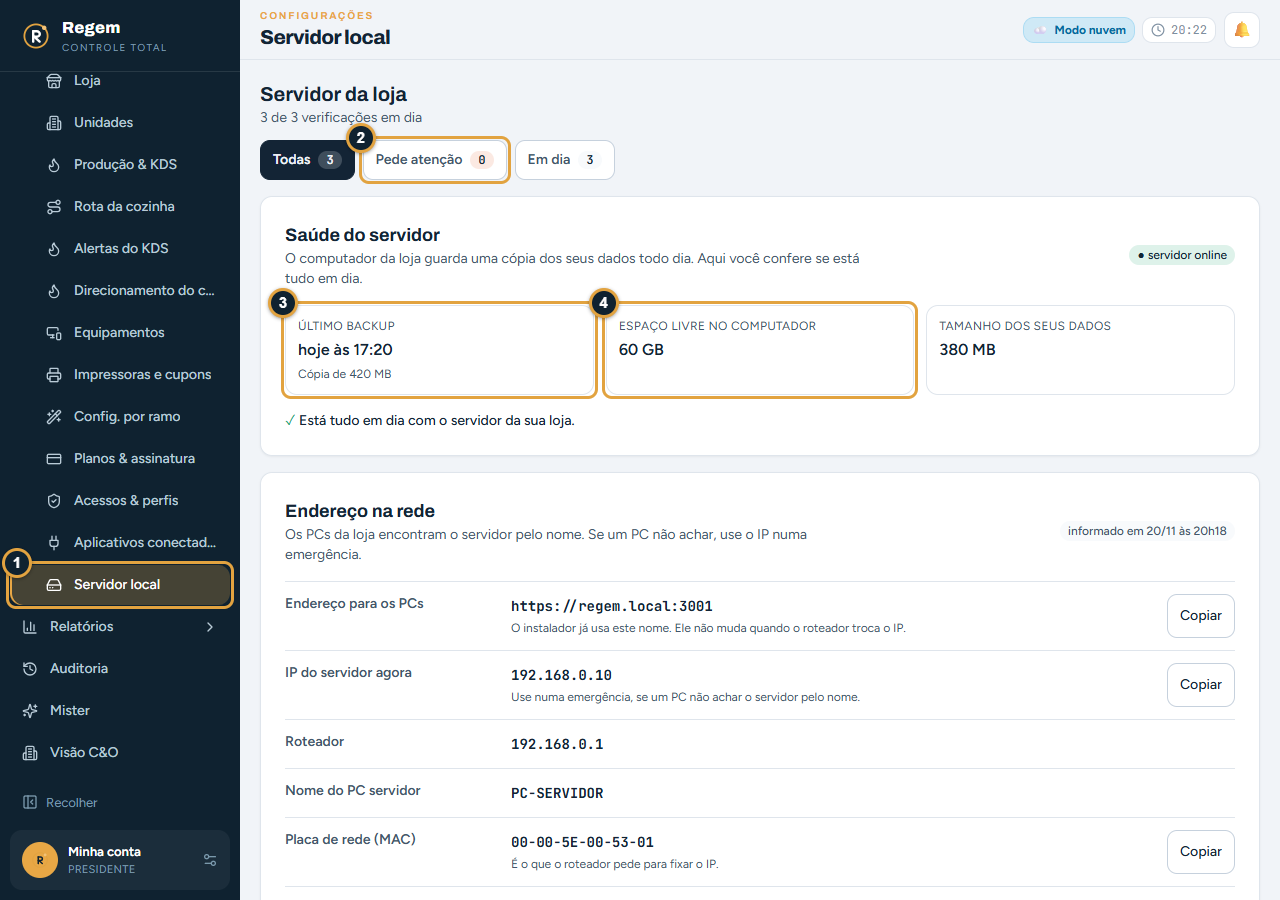 Regem
CONTROLE TOTAL
Loja
Unidades
Produção & KDS
Rota da cozinha
Alertas do KDS
Direcionamento do c...
Equipamentos
Impressoras e cupons
Config. por ramo
Planos & assinatura
Acessos & perfis
Aplicativos conectad...
1
Servidor local
Relatórios
Auditoria
Mister
Visão C&O
Recolher
R
Minha conta
PRESIDENTE
CONFIGURAÇÕES
Servidor local
Modo nuvem
20:22
Servidor da loja
3 de 3 verificações em dia
2
Todas 3
Pede atenção 0
Em dia 3
Saúde do servidor
O computador da loja guarda uma cópia dos seus dados todo dia. Aqui você confere se está
tudo em dia.
• servidor online
3
ÚLTIMO BACKUP
hoje às 17:20
Cópia de 420 MB
4
ESPAÇO LIVRE NO COMPUTADOR
60 GB
TAMANHO DOS SEUS DADOS
380 MB
✓ Está tudo em dia com o servidor da sua loja.
Endereço na rede
Os PCs da loja encontram o servidor pelo nome. Se um PC não achar, use o IP numa
emergência.
informado em 20/11 às 20h18
Endereço para os PCs
https://regem.local:3001
O instalador já usa este nome. Ele não muda quando o roteador troca o IP.
Copiar
IP do servidor agora
192.168.0.10
Use numa emergência, se um PC não achar o servidor pelo nome.
Copiar
Roteador
192.168.0.1
Nome do PC servidor
PC-SERVIDOR
Placa de rede (MAC)
00-00-5E-00-53-01
É o que o roteador pede para fixar o IP.
Copiar